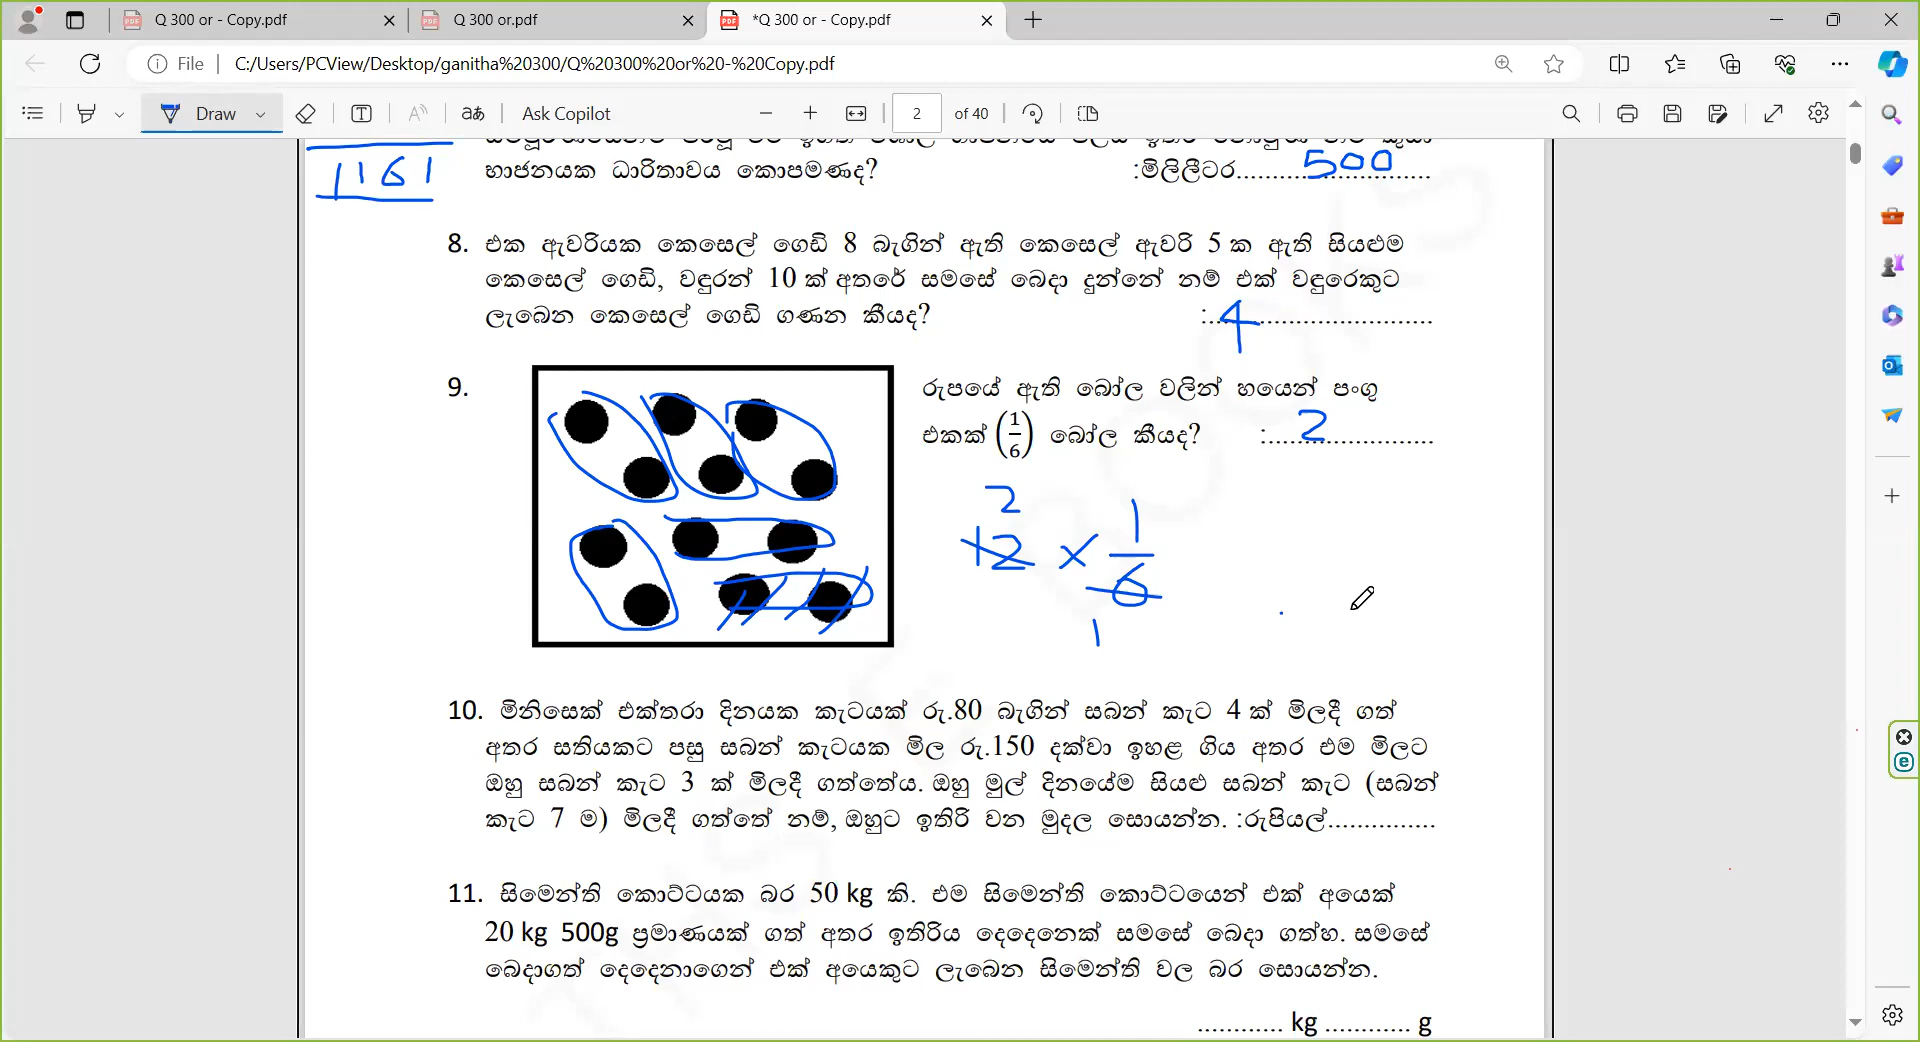 Q 300 or - Copy.pdf
Q 300 or.pdf
*Q 300 or - Copy.pdf
File
C:/Users/PCView/Desktop/ganitha%20300/Q%20300%20or%20-%20Copy.pdf
Draw
aあ
Ask Copilot
2 of 40
1161
භාජනයක ධාරිතාවය කොපමණද? :මිලිලීටර......500......
8. එක ඇවරියක කෙසෙල් ගෙඩි 8 බැගින් ඇති කෙසෙල් ඇවරි 5 ක ඇති සියළුම
කෙසෙල් ගෙඩි, වඳුරන් 10 ක් අතරේ සමසේ බෙදා දුන්නේ නම් එක් වඳුරෙකුට
ලැබෙන කෙසෙල් ගෙඩි ගණන කීයද? :..4..............................
9. රූපයේ ඇති බෝල වලින් හයෙන් පංගු
එකක් (1/6) බෝල කීයද? :......2....................
2
12 × 1/6
1
10. මිනිසෙක් එක්තරා දිනයක කැටයක් රු.80 බැගින් සබන් කැට 4 ක් මිලදී ගත්
අතර සතියකට පසු සබන් කැටයක මිල රු.150 දක්වා ඉහළ ගිය අතර එම මිලට
ඔහු සබන් කැට 3 ක් මිලදී ගත්තේය. ඔහු මුල් දිනයේම සියළු සබන් කැට (සබන්
කැට 7 ම) මිලදී ගත්තේ නම්, ඔහුට ඉතිරි වන මුදල සොයන්න. :රුපියල්...............
11. සිමෙන්ති කොට්ටයක බර 50 kg කි. එම සිමෙන්ති කොට්ටයෙන් එක් අයෙක්
20 kg 500g ප්‍රමාණයක් ගත් අතර ඉතිරිය දෙදෙනෙක් සමසේ බෙදා ගත්හ. සමසේ
බෙදාගත් දෙදෙනාගෙන් එක් අයෙකුට ලැබෙන සිමෙන්ති වල බර සොයන්න.
............ kg ............ g